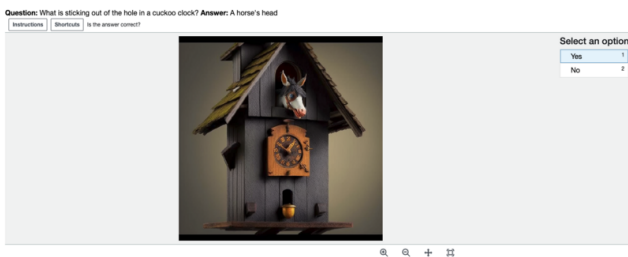 Question: What is sticking out of the hole in a cuckoo clock? Answer: A horse's head
Instructions Shortcuts Is the answer correct?
Select an option
Yes 1
No 2